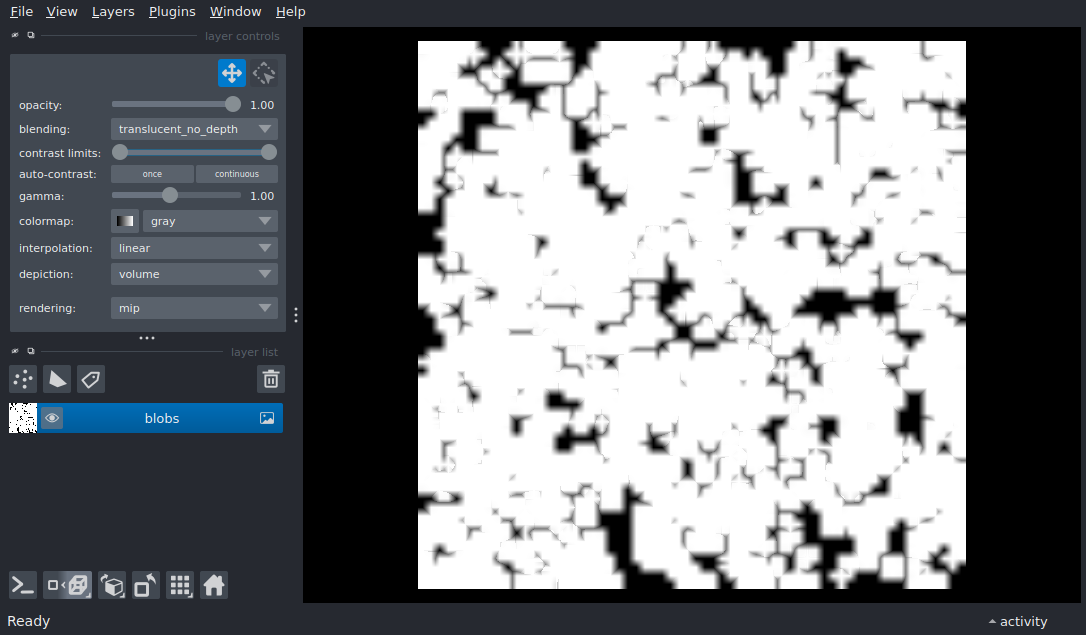 File View Layers Plugins Window Help
layer controls
opacity: 1.00
blending: translucent_no_depth
contrast limits:
auto-contrast: once continuous
gamma: 1.00
colormap: gray
interpolation: linear
depiction: volume
rendering: mip
layer list
blobs
Ready activity